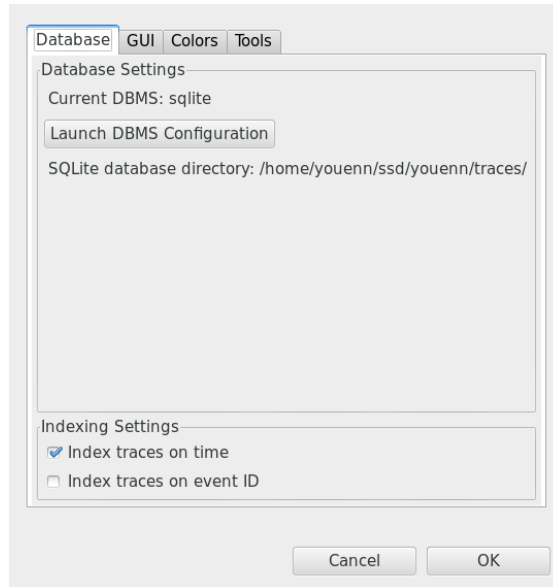 Database GUI Colors Tools
Database Settings
Current DBMS: sqlite
Launch DBMS Configuration
SQLite database directory: /home/youenn/ssd/youenn/traces/
Indexing Settings
Index traces on time
Index traces on event ID
Cancel OK